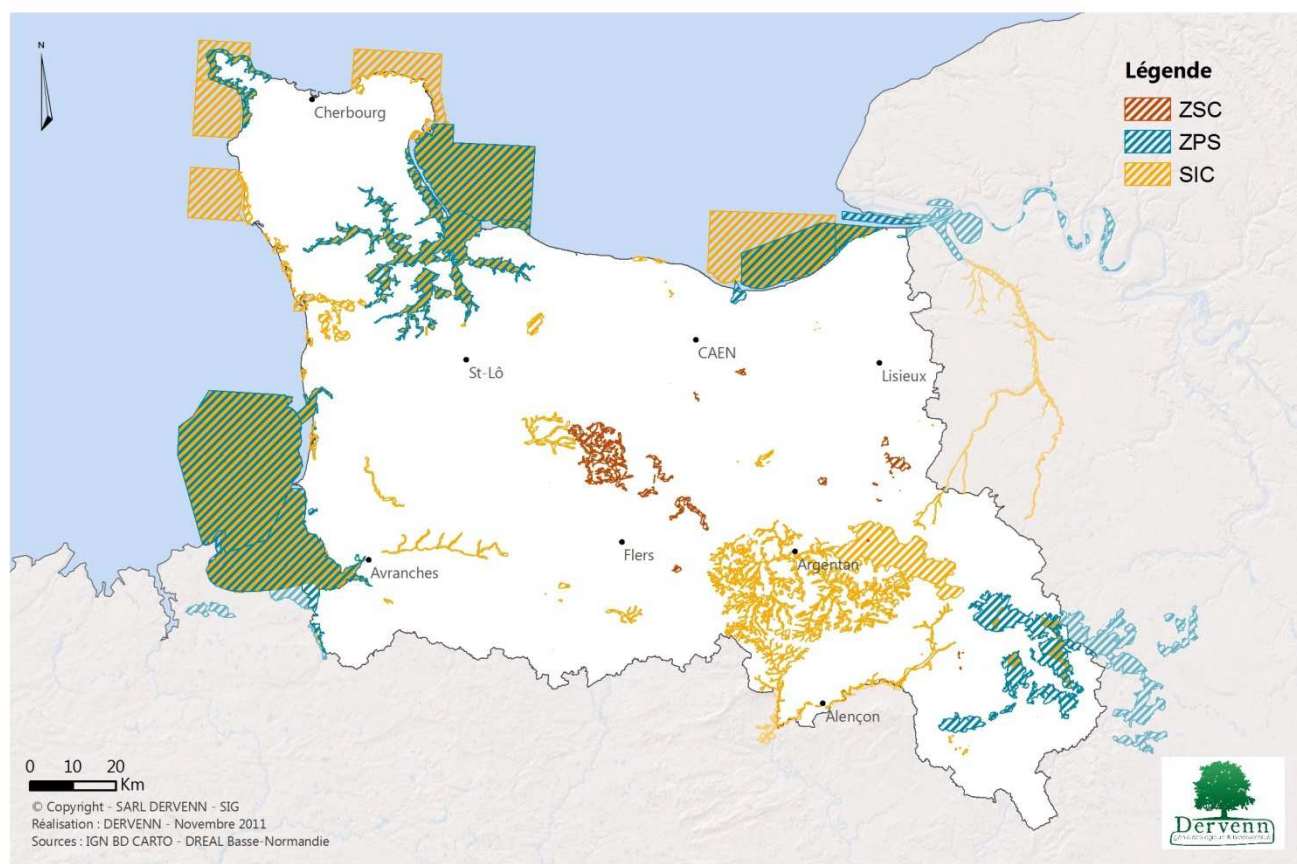 N
Légende
ZSC
ZPS
SIC
Cherbourg
CAEN
St-Lô
Lisieux
Flers
Argentan
Avranches
Alençon
0 10 20
Km
© Copyright - SARL DERVENN - SIG
Réalisation : DERVENN - Novembre 2011
Sources : IGN BD CARTO - DREAL Basse-Normandie
Dervenn